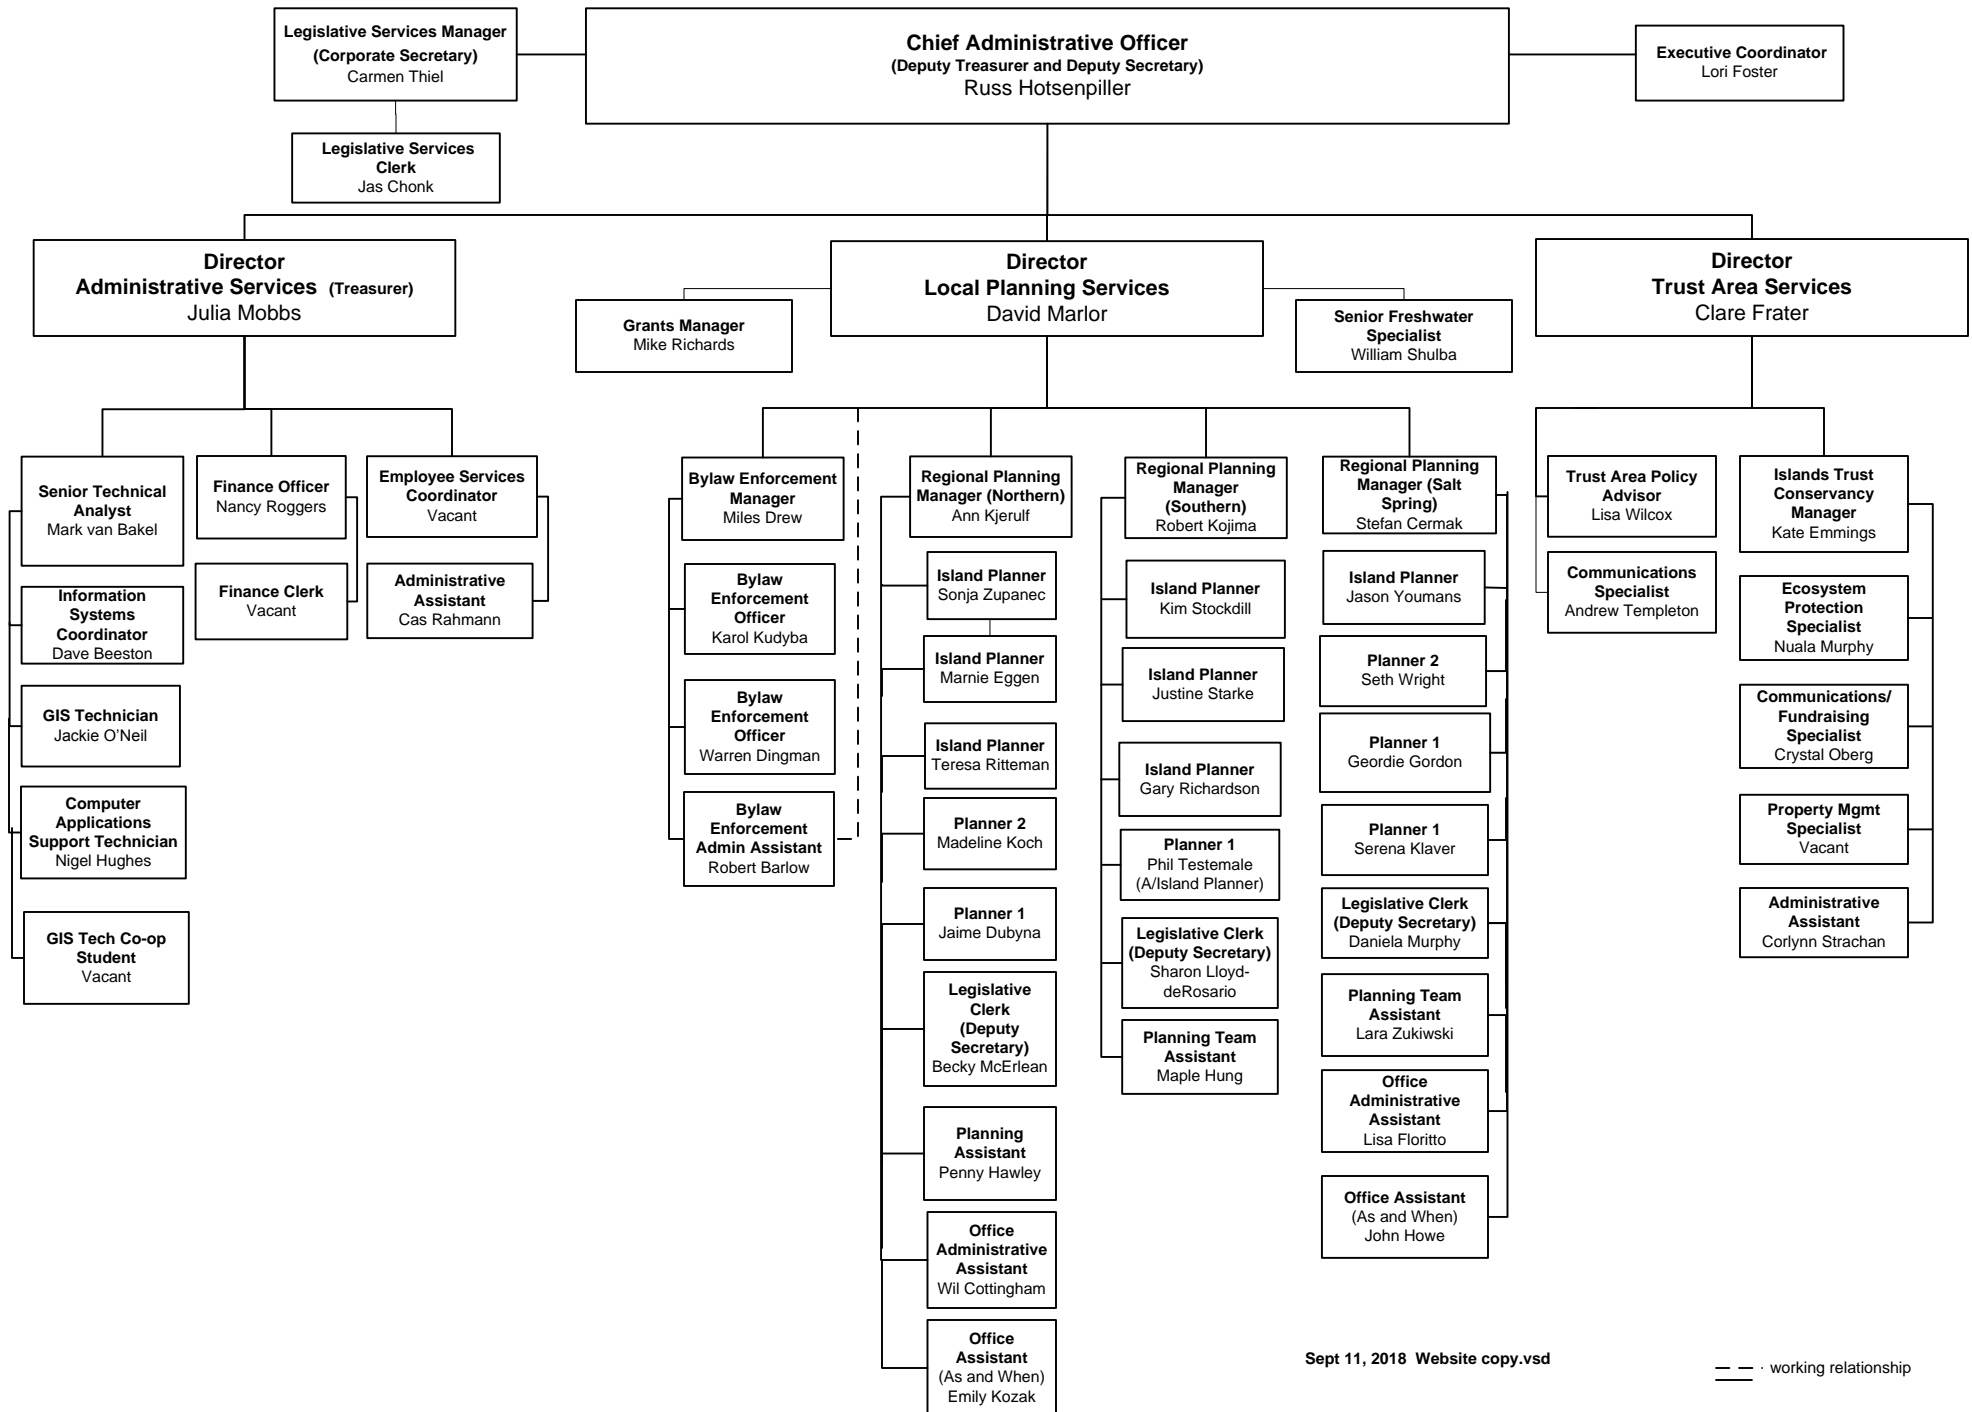 Legislative Services Manager
(Corporate Secretary)
Carmen Thiel
Chief Administrative Officer
(Deputy Treasurer and Deputy Secretary)
Russ Hotsenpiller
Executive Coordinator
Lori Foster
Legislative Services
Clerk
Jas Chonk
Director
Administrative Services (Treasurer)
Julia Mobbs
Director
Local Planning Services
David Marlor
Director
Trust Area Services
Clare Frater
Grants Manager
Mike Richards
Senior Freshwater
Specialist
William Shulba
Senior Technical
Analyst
Mark van Bakel
Information
Systems
Coordinator
Dave Beeston
GIS Technician
Jackie O’Neil
Computer
Applications
Support Technician
Nigel Hughes
GIS Tech Co-op
Student
Vacant
Finance Officer
Nancy Roggers
Finance Clerk
Vacant
Employee Services
Coordinator
Vacant
Administrative
Assistant
Cas Rahmann
Bylaw Enforcement
Manager
Miles Drew
Bylaw
Enforcement
Officer
Karol Kudyba
Bylaw
Enforcement
Officer
Warren Dingman
Bylaw
Enforcement
Admin Assistant
Robert Barlow
Regional Planning
Manager (Northern)
Ann Kjerulf
Island Planner
Sonja Zupanec
Island Planner
Marnie Eggen
Island Planner
Teresa Ritteman
Planner 2
Madeline Koch
Planner 1
Jaime Dubyna
Legislative
Clerk
(Deputy
Secretary)
Becky McErlean
Planning
Assistant
Penny Hawley
Office
Administrative
Assistant
Wil Cottingham
Office
Assistant
(As and When)
Emily Kozak
Regional Planning
Manager
(Southern)
Robert Kojima
Island Planner
Kim Stockdill
Island Planner
Justine Starke
Island Planner
Gary Richardson
Planner 1
Phil Testemale
(A/Island Planner)
Legislative Clerk
(Deputy Secretary)
Sharon Lloyd-
deRosario
Planning Team
Assistant
Maple Hung
Regional Planning
Manager (Salt
Spring)
Stefan Cermak
Island Planner
Jason Youmans
Planner 2
Seth Wright
Planner 1
Geordie Gordon
Planner 1
Serena Klaver
Legislative Clerk
(Deputy Secretary)
Daniela Murphy
Planning Team
Assistant
Lara Zukiwski
Office
Administrative
Assistant
Lisa Floritto
Office Assistant
(As and When)
John Howe
Trust Area Policy
Advisor
Lisa Wilcox
Communications
Specialist
Andrew Templeton
Islands Trust
Conservancy
Manager
Kate Emmings
Ecosystem
Protection
Specialist
Nuala Murphy
Communications/
Fundraising
Specialist
Crystal Oberg
Property Mgmt
Specialist
Vacant
Administrative
Assistant
Corlynn Strachan
Sept 11, 2018 Website copy.vsd
working relationship